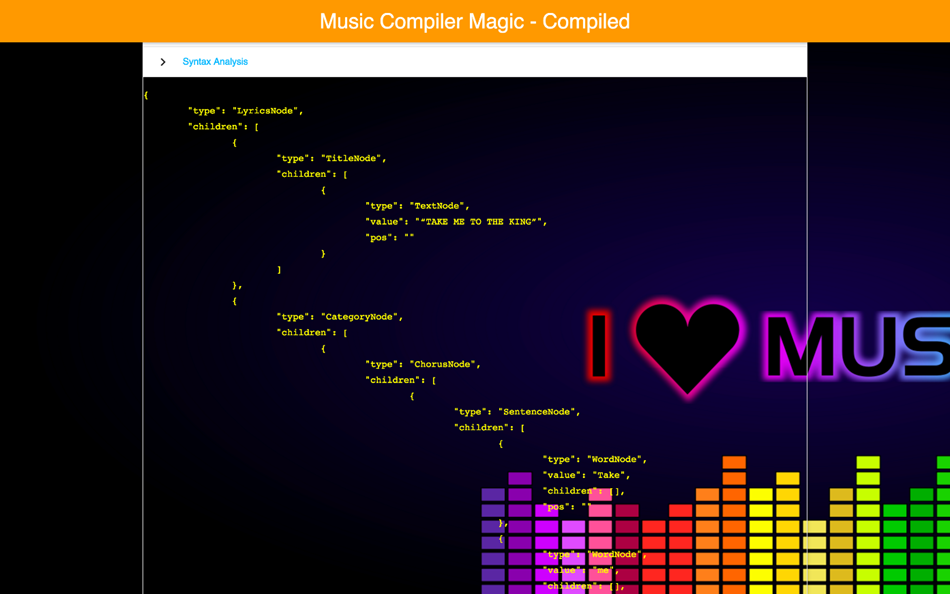 Music Compiler Magic - Compiled
Syntax Analysis
{
"type": "LyricsNode",
"children": [
{
"type": "TitleNode",
"children": [
{
"type": "TextNode",
"value": "“TAKE ME TO THE KING”",
"pos": ""
}
]
},
{
"type": "CategoryNode",
"children": [
{
"type": "ChorusNode",
"children": [
{
"type": "SentenceNode",
"children": [
{
"type": "WordNode",
"value": "Take",
"children": [],
"pos": ""
},
{
"type": "WordNode",
"value": "me",
"children": [],
I ♥ MUS